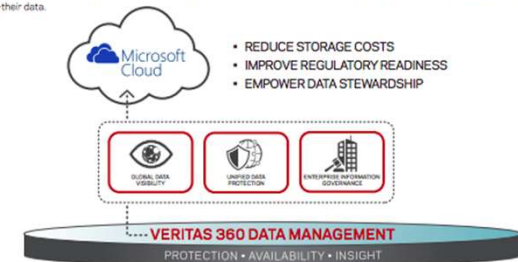 -their data.
Microsoft
Cloud
• REDUCE STORAGE COSTS
• IMPROVE REGULATORY READINESS
• EMPOWER DATA STEWARDSHIP
GLOBAL DATA
VISIBILITY
UNIFIED DATA
PROTECTION
ENTERPRISE INFORMATION
GOVERNANCE
VERITAS 360 DATA MANAGEMENT
PROTECTION • AVAILABILITY • INSIGHT